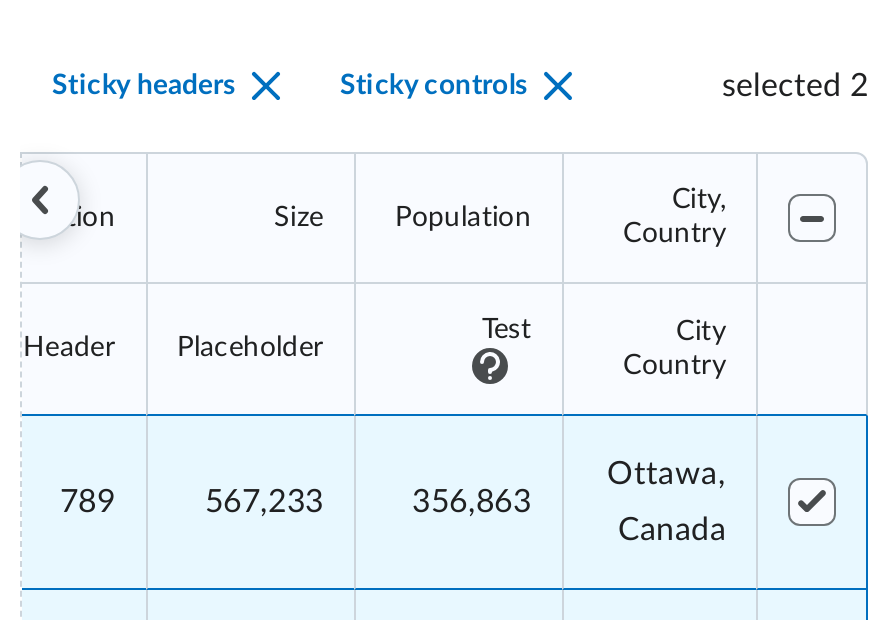 Sticky headers Sticky controls selected 2
Size Population City,
Country
Header Placeholder Test City
Country
789 567,233 356,863 Ottawa,
Canada